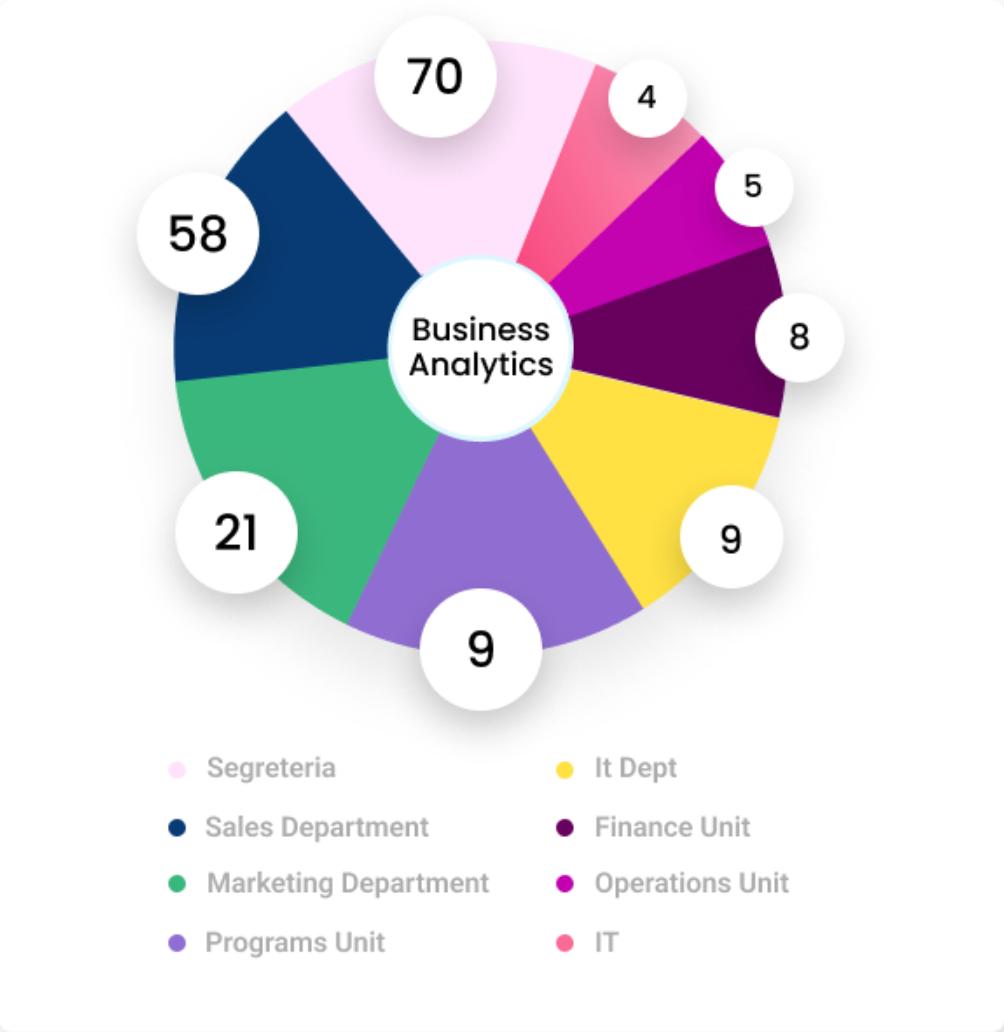 70
4
5
58
Business
Analytics
8
21
9
9
Segreteria
It Dept
Sales Department
Finance Unit
Marketing Department
Operations Unit
Programs Unit
IT